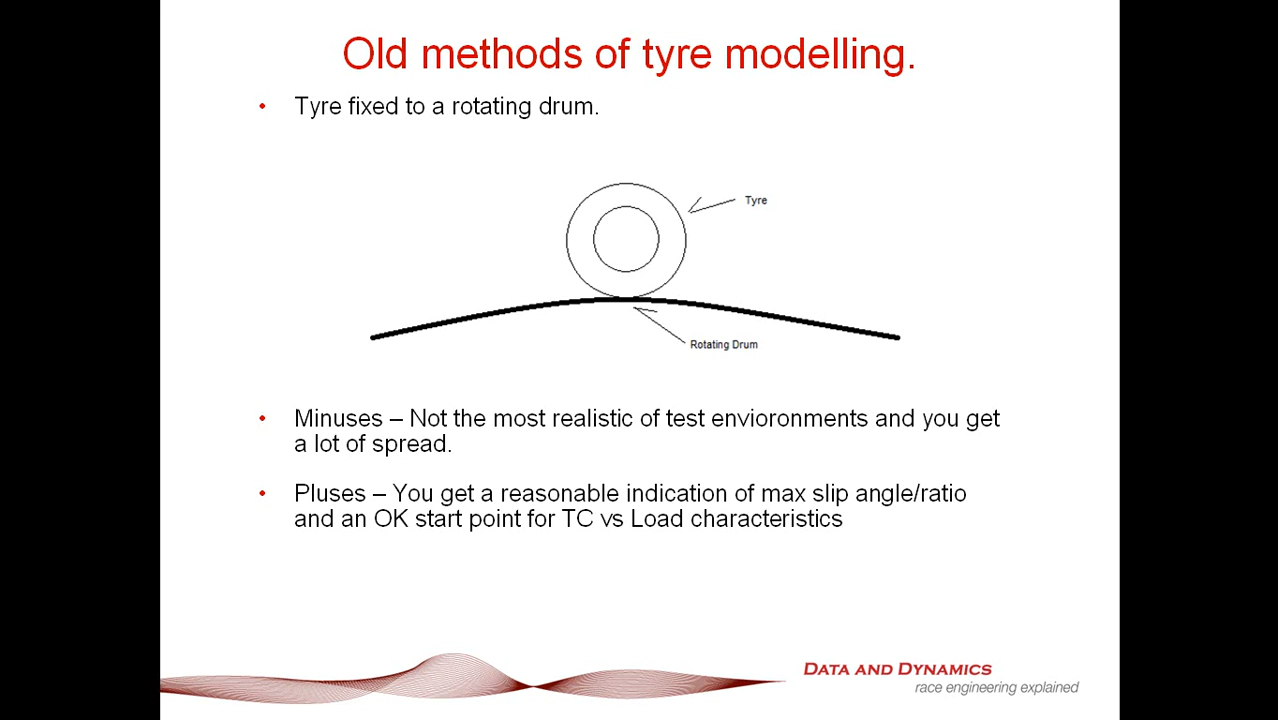 Old methods of tyre modelling.
• Tyre fixed to a rotating drum.
Tyre
Rotating Drum
• Minuses – Not the most realistic of test envioronments and you get
a lot of spread.
• Pluses – You get a reasonable indication of max slip angle/ratio
and an OK start point for TC vs Load characteristics
DATA AND DYNAMICS
race engineering explained